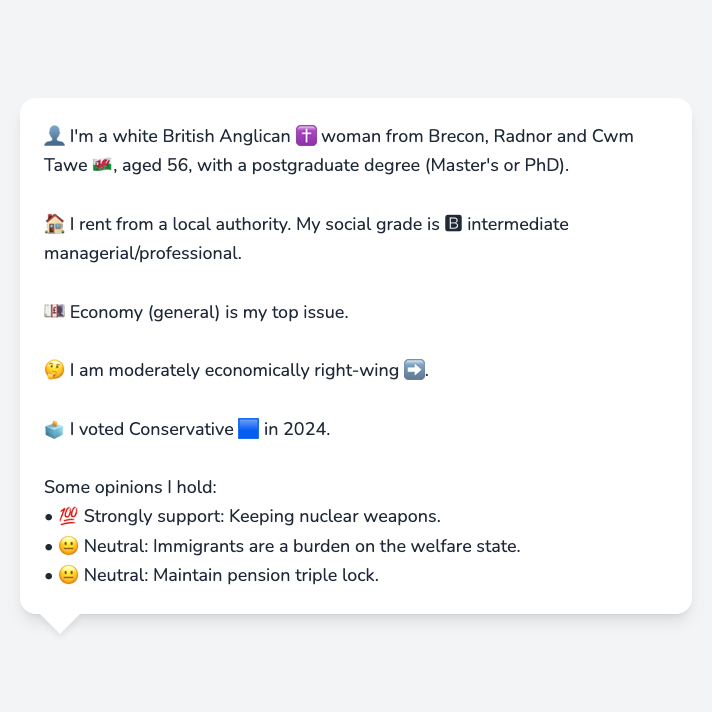 👤 I'm a white British Anglican ✝️ woman from Brecon, Radnor and Cwm
Tawe 🏴󠁧󠁢󠁷󠁬󠁳󠁿, aged 56, with a postgraduate degree (Master's or PhD).
🏠 I rent from a local authority. My social grade is 🅱 intermediate
managerial/professional.
💷 Economy (general) is my top issue.
🤔 I am moderately economically right-wing ➡️.
🗳️ I voted Conservative 🟦 in 2024.
Some opinions I hold:
• 💯 Strongly support: Keeping nuclear weapons.
• 😐 Neutral: Immigrants are a burden on the welfare state.
• 😐 Neutral: Maintain pension triple lock.